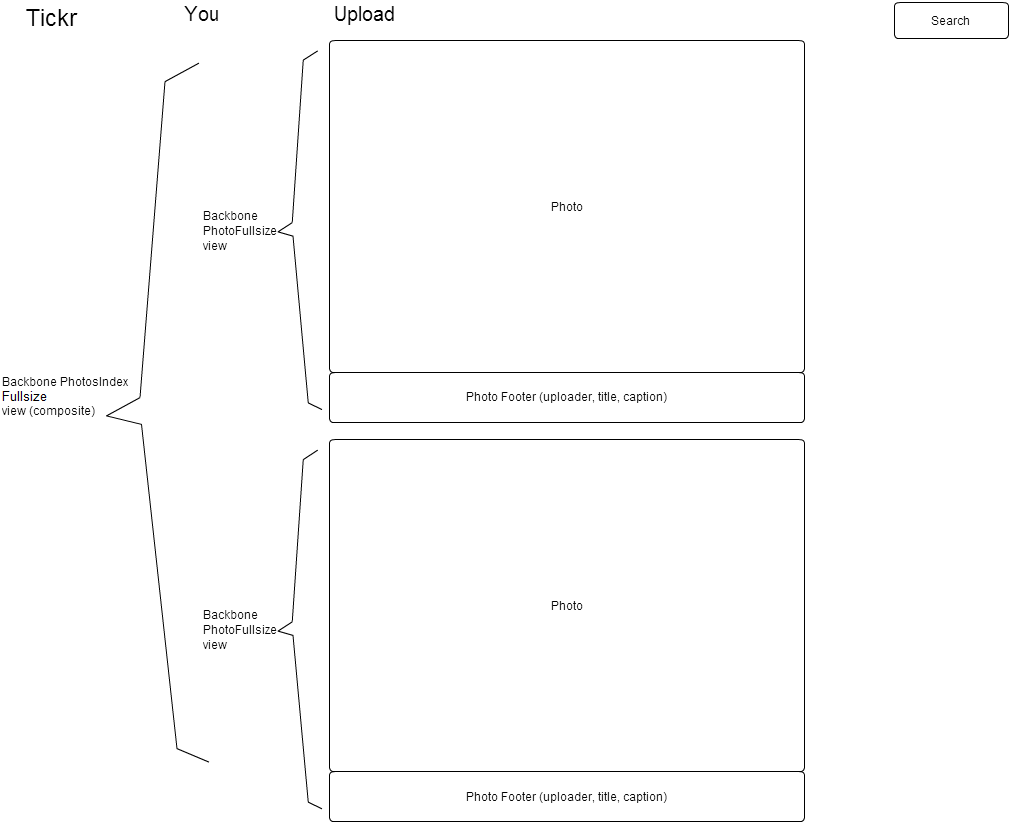 Tickr
You
Upload
Search
Photo
Backbone
PhotoFullsize
view
Backbone PhotosIndex
Fullsize
view (composite)
Photo Footer (uploader, title, caption)
Photo
Backbone
PhotoFullsize
view
Photo Footer (uploader, title, caption)